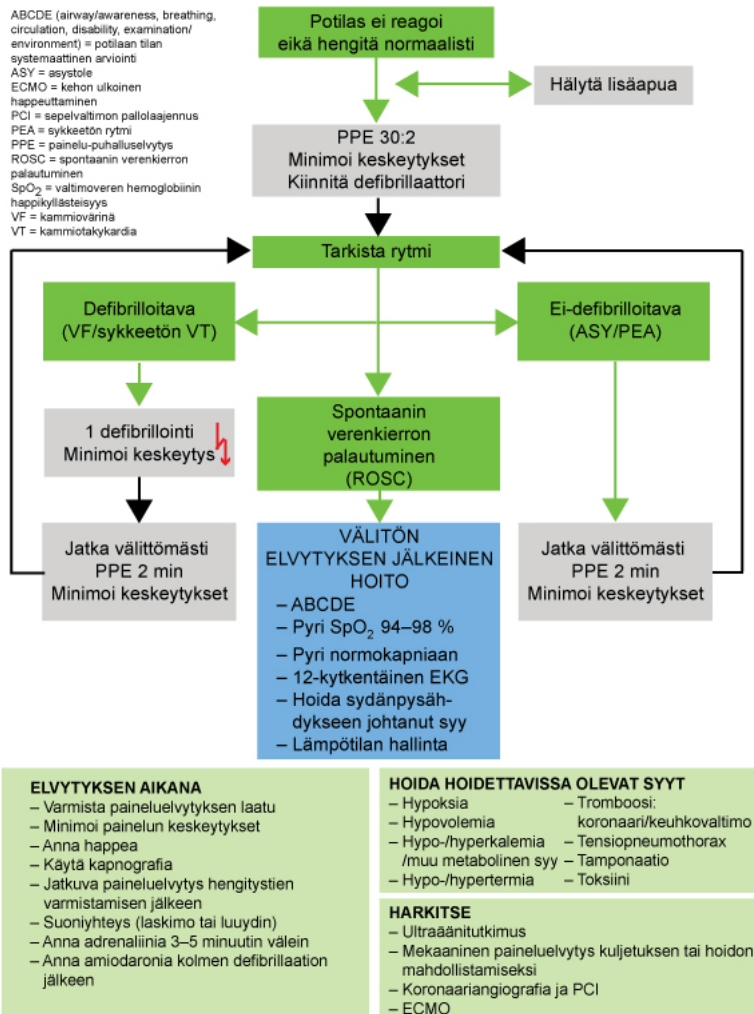 ABCDE (airway/awareness, breathing,
circulation, disability, examination/
environment) = potilaan tilan
systemaattinen arviointi
ASY = asystole
ECMO = kehon ulkoinen
happeuttaminen
PCI = sepelvaltimon pallolaajennus
PEA = sykkeetön rytmi
PPE = painelu-puhalluselvytys
ROSC = spontaanin verenkierron
palautuminen
SpO2 = valtimoveren hemoglobiinin
happikyllästeisyys
VF = kammiovärinä
VT = kammiotakykardia
Potilas ei reagoi
eikä hengitä normaalisti
Hälytä lisäapua
PPE 30:2
Minimoi keskeytykset
Kiinnitä defibrillaattori
Tarkista rytmi
Defibrilloitava
(VF/sykkeetön VT)
Ei-defibrilloitava
(ASY/PEA)
1 defibrillointi
Minimoi keskeytys
Spontaanin
verenkierron
palautuminen
(ROSC)
Jatka välittömästi
PPE 2 min
Minimoi keskeytykset
VÄLITÖN
ELVYTYKSEN JÄLKEINEN
HOITO
– ABCDE
– Pyri SpO2 94–98 %
– Pyri normokapniaan
– 12-kytkentäinen EKG
– Hoida sydänpysäh-
dykseen johtanut syy
– Lämpötilan hallinta
Jatka välittömästi
PPE 2 min
Minimoi keskeytykset
ELVYTYKSEN AIKANA
– Varmista paineluelvytyksen laatu
– Minimoi painelun keskeytykset
– Anna happea
– Käytä kapnografia
– Jatkuva paineluelvytys hengitystien
varmistamisen jälkeen
– Suoniyhteys (laskimo tai luuydin)
– Anna adrenaliinia 3–5 minuutin välein
– Anna amiodaronia kolmen defibrillaation
jälkeen
HOIDA HOIDETTAVISSA OLEVAT SYYT
– Hypoksia
– Hypovolemia
– Hypo-/hyperkalemia
/muu metabolinen syy
– Hypo-/hypertermia
– Tromboosi:
koronaari/keuhkovaltimo
– Tensiopneumothorax
– Tamponaatio
– Toksiini
HARKITSE
– Ultraäänitutkimus
– Mekaaninen paineluelvytys kuljetuksen tai hoidon
mahdollistamiseksi
– Koronaariangiografia ja PCI
– ECMO